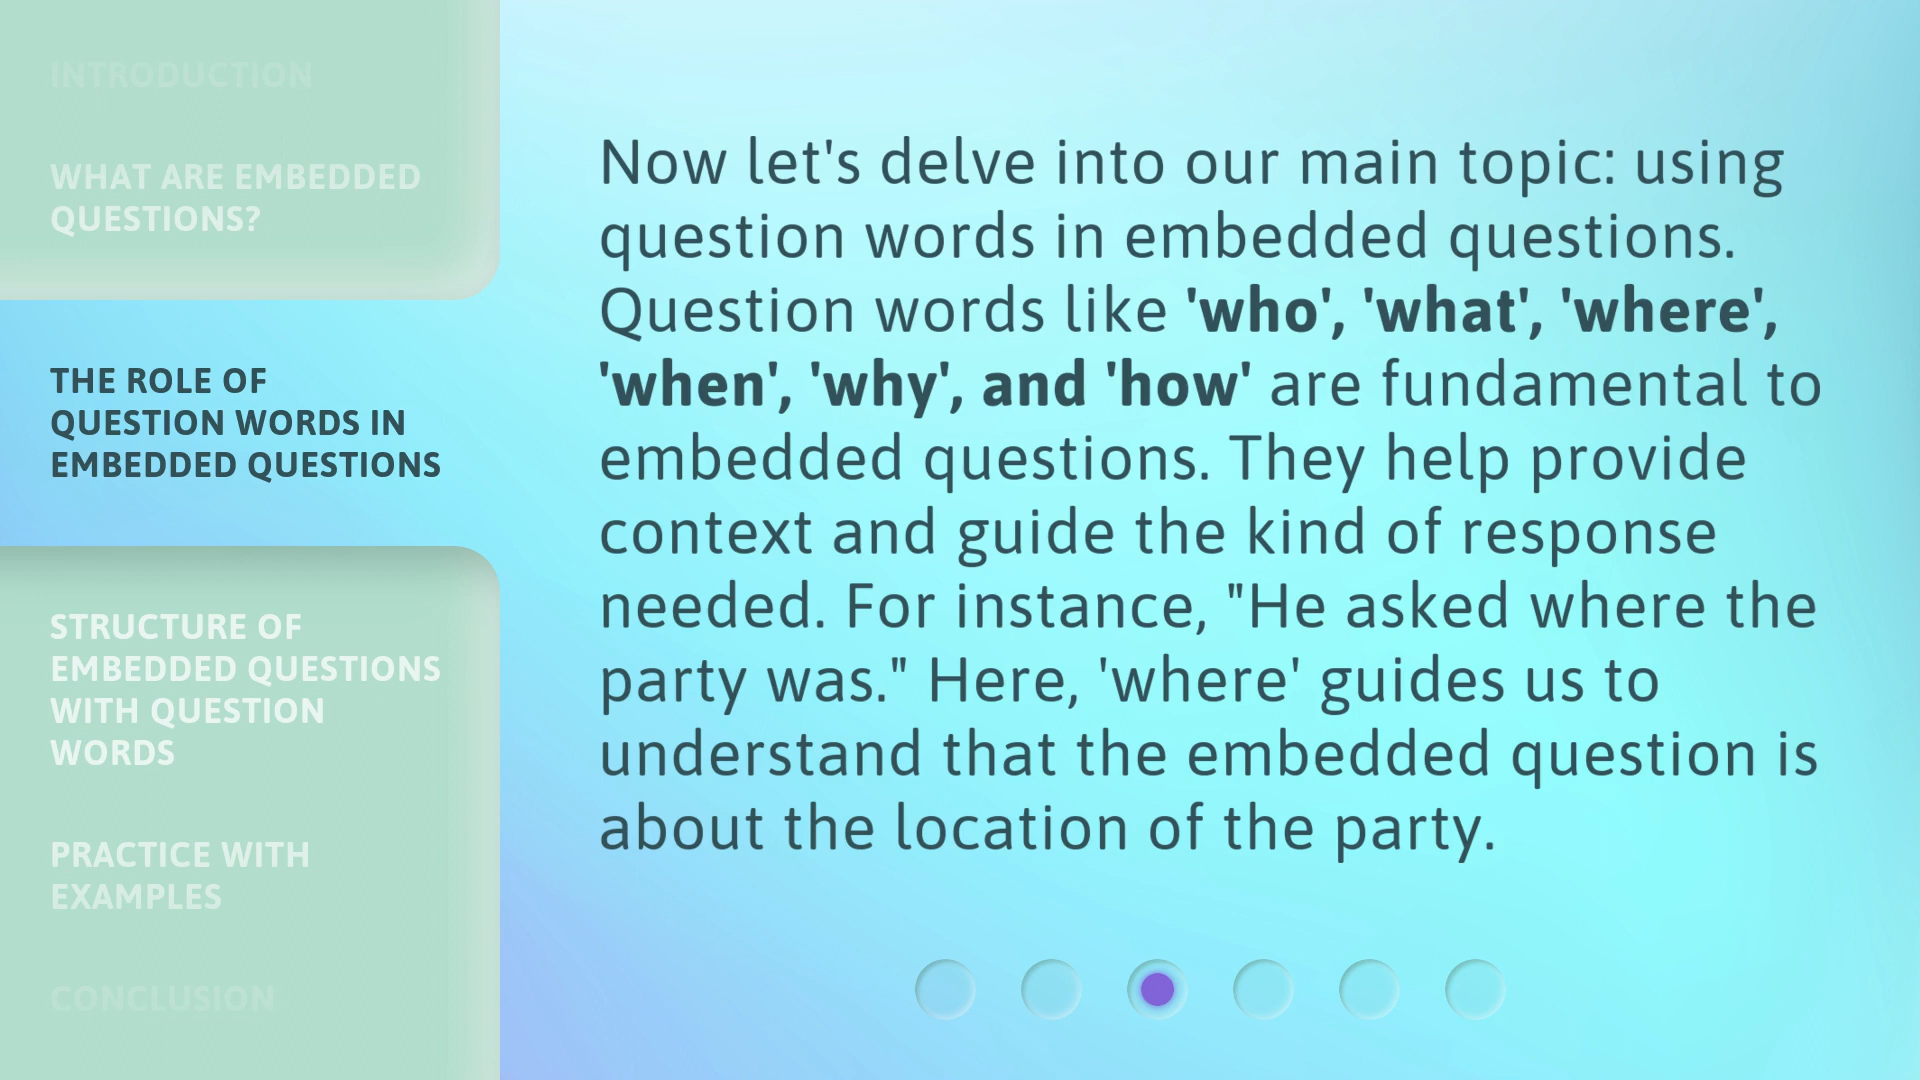 INTRODUCTION
WHAT ARE EMBEDDED
QUESTIONS?
THE ROLE OF
QUESTION WORDS IN
EMBEDDED QUESTIONS
STRUCTURE OF
EMBEDDED QUESTIONS
WITH QUESTION
WORDS
PRACTICE WITH
EXAMPLES
CONCLUSION
Now let's delve into our main topic: using
question words in embedded questions.
Question words like 'who', 'what', 'where',
'when', 'why', and 'how' are fundamental to
embedded questions. They help provide
context and guide the kind of response
needed. For instance, "He asked where the
party was." Here, 'where' guides us to
understand that the embedded question is
about the location of the party.